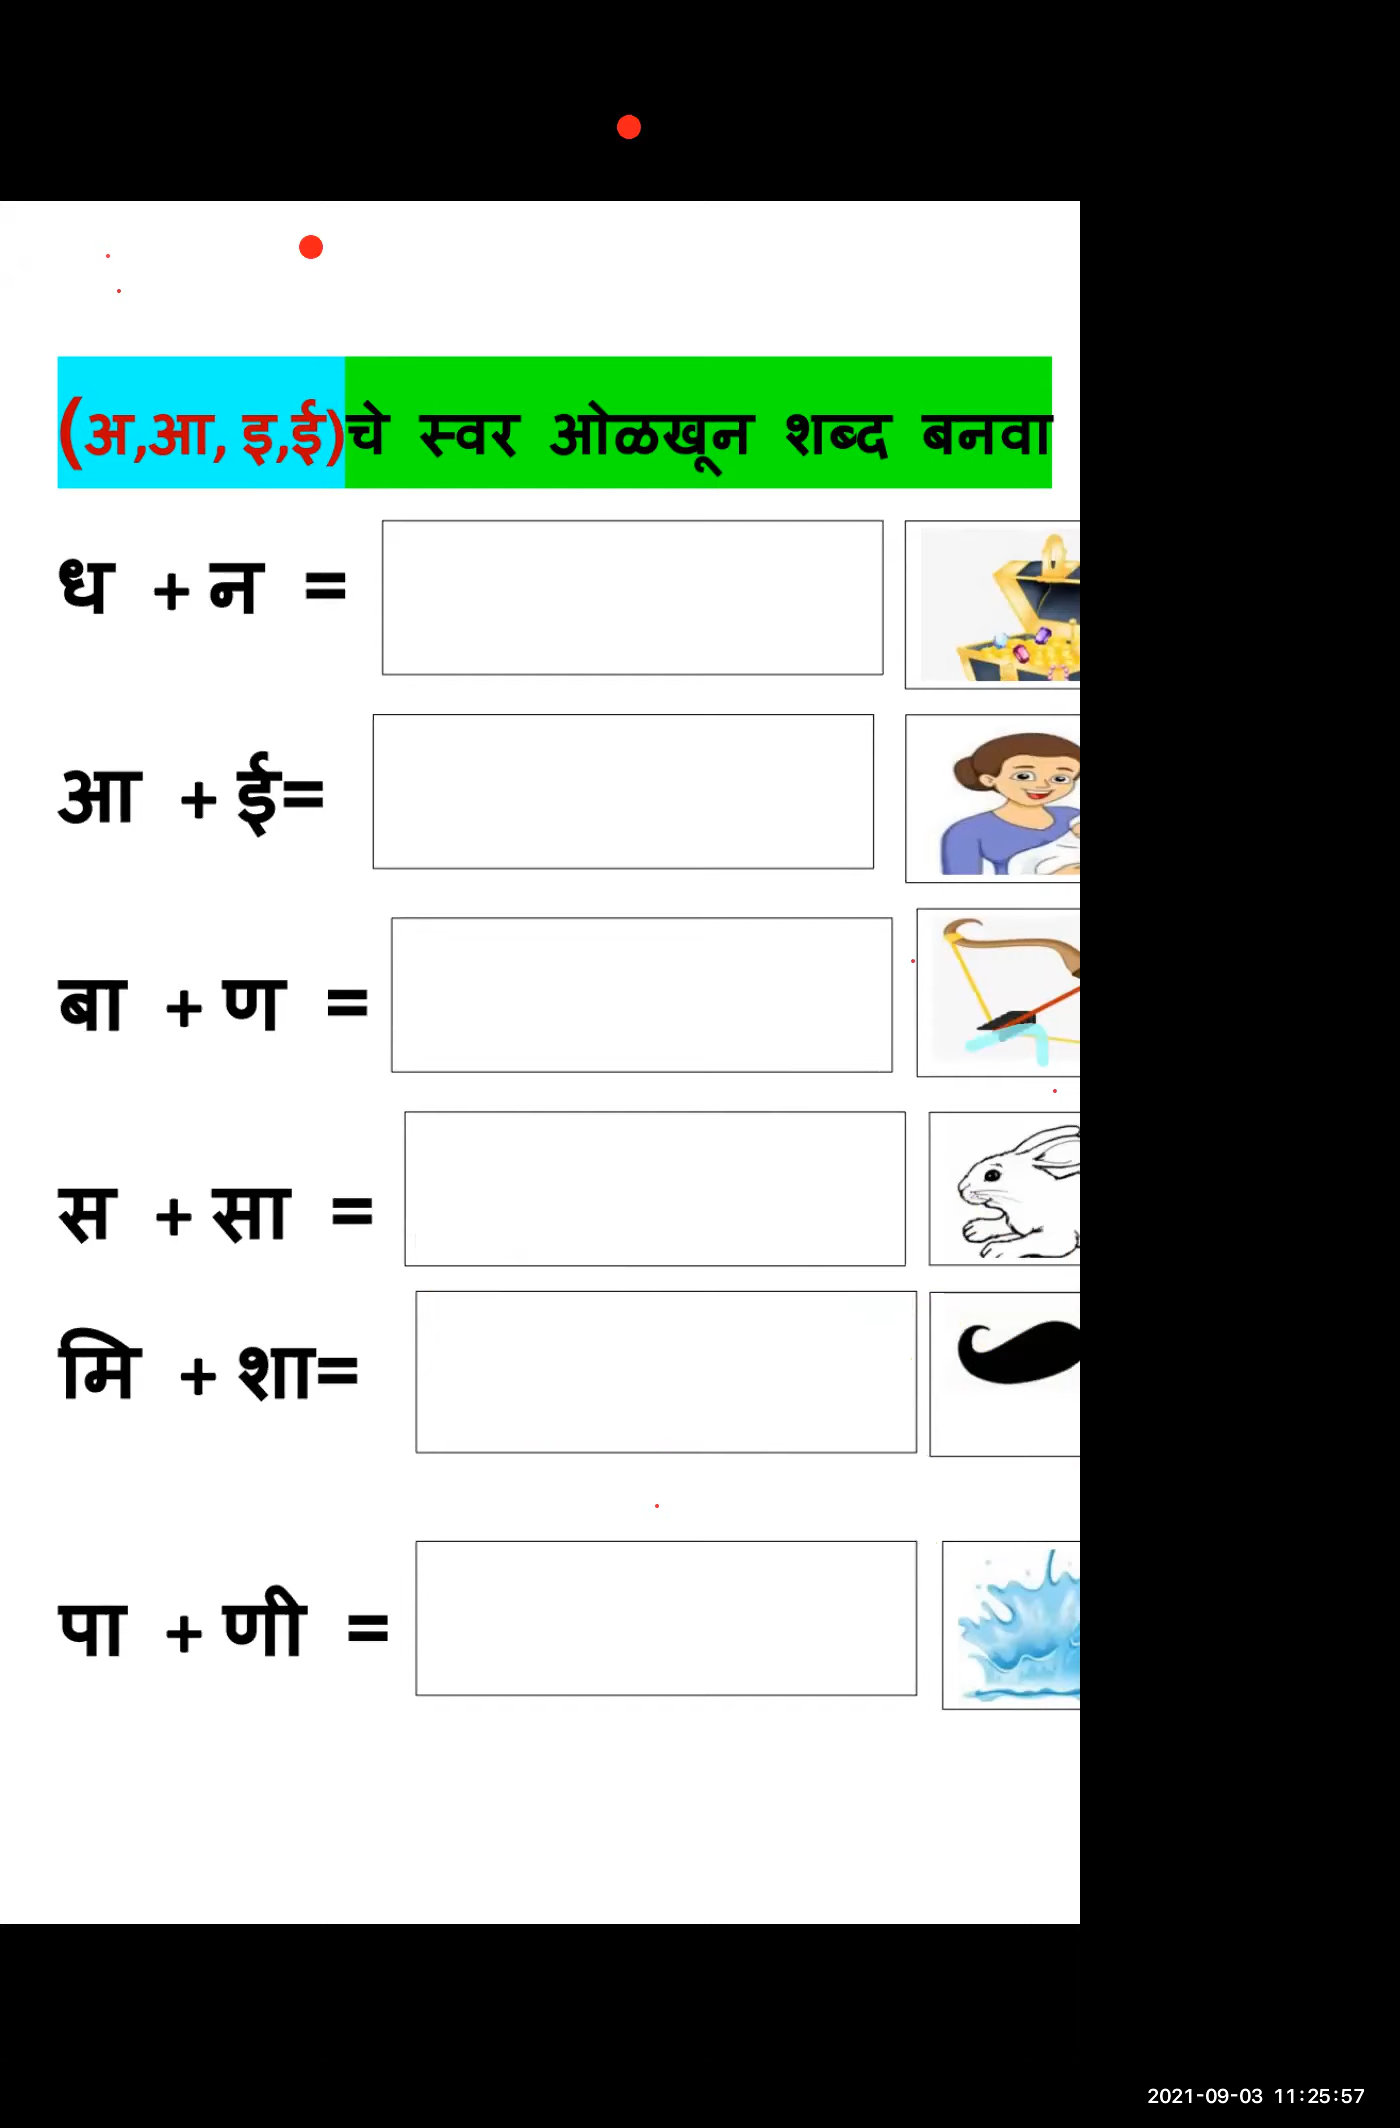 (अ,आ, इ,ई)चे स्वर ओळखून शब्द बनवा
ध + न =
आ + ई=
बा + ण =
स + सा =
मि + शा=
पा + णी =
2021-09-03 11:25:57